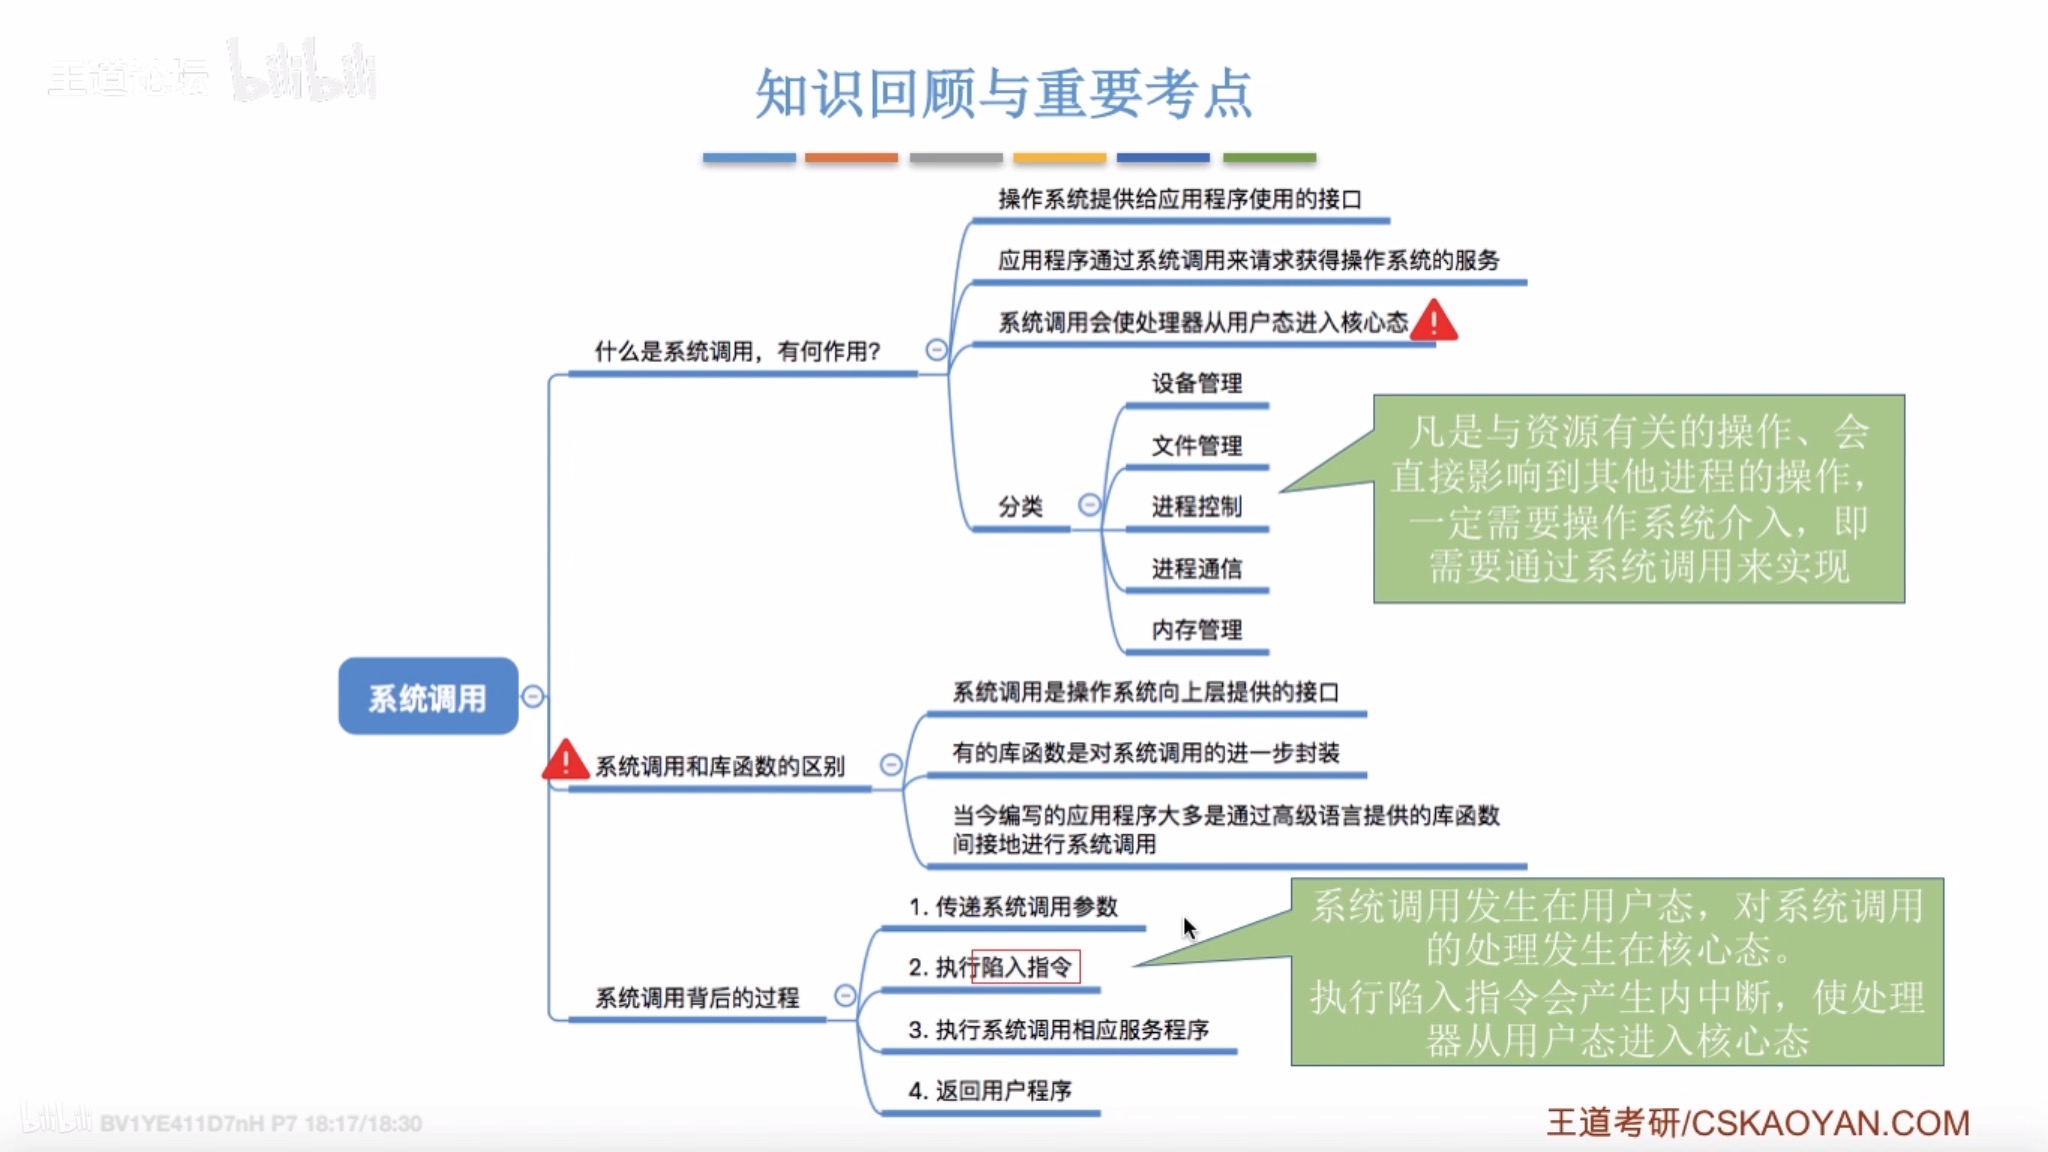 王道论坛 bilibili
知识回顾与重要考点
操作系统提供给应用程序使用的接口
应用程序通过系统调用来请求获得操作系统的服务
系统调用会使处理器从用户态进入核心态
什么是系统调用，有何作用？
设备管理
文件管理
分类
进程控制
进程通信
内存管理
凡是与资源有关的操作、会
直接影响到其他进程的操作，
一定需要操作系统介入，即
需要通过系统调用来实现
系统调用
系统调用和库函数的区别
系统调用是操作系统向上层提供的接口
有的库函数是对系统调用的进一步封装
当今编写的应用程序大多是通过高级语言提供的库函数
间接地进行系统调用
系统调用背后的过程
1. 传递系统调用参数
2. 执行陷入指令
3. 执行系统调用相应服务程序
4. 返回用户程序
系统调用发生在用户态，对系统调用
的处理发生在核心态。
执行陷入指令会产生内中断，使处理
器从用户态进入核心态
bilibili BV1YE411D7nH P7 18:17/18:30
王道考研/CSKAOYAN.COM